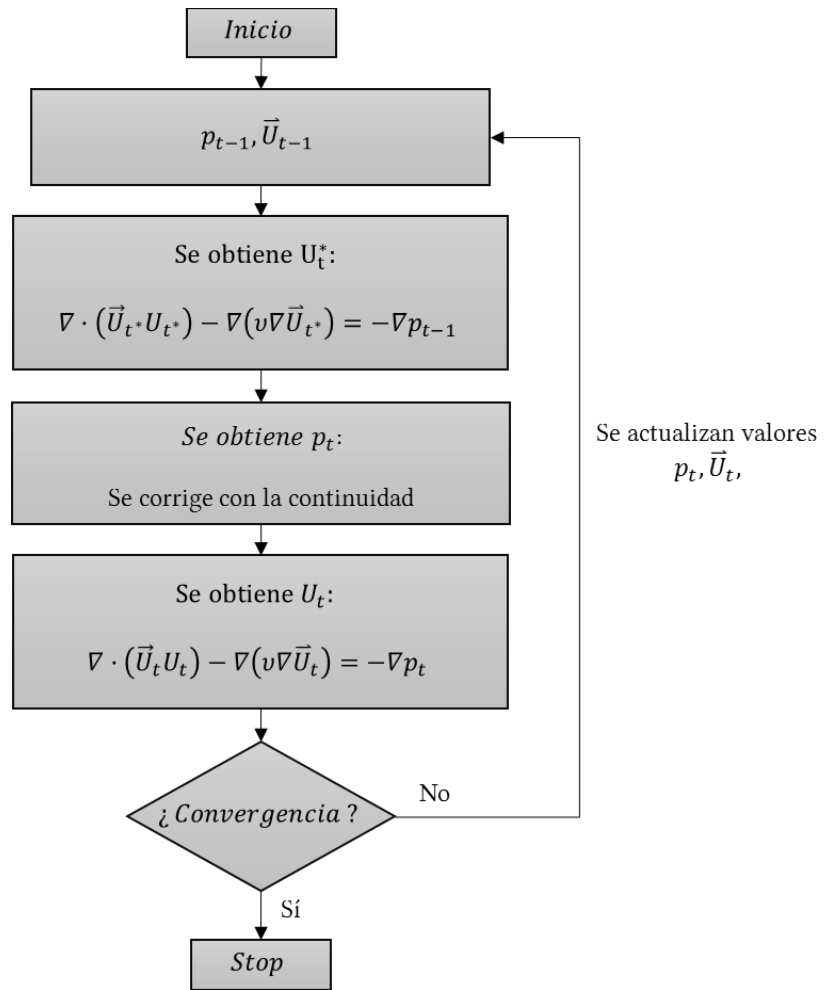 Inicio
p_{t−1}, \vec{U}_{t−1}
Se obtiene U_t^*:
∇ ⋅ (\vec{U}_{t^*} U_{t^*}) − ∇(υ∇\vec{U}_{t^*}) = −∇p_{t−1}
Se obtiene p_t:
Se corrige con la continuidad
Se obtiene U_t:
∇ ⋅ (\vec{U}_t U_t) − ∇(υ∇\vec{U}_t) = −∇p_t
¿ Convergencia ?
No
Sí
Stop
Se actualizan valores
p_t, \vec{U}_t,